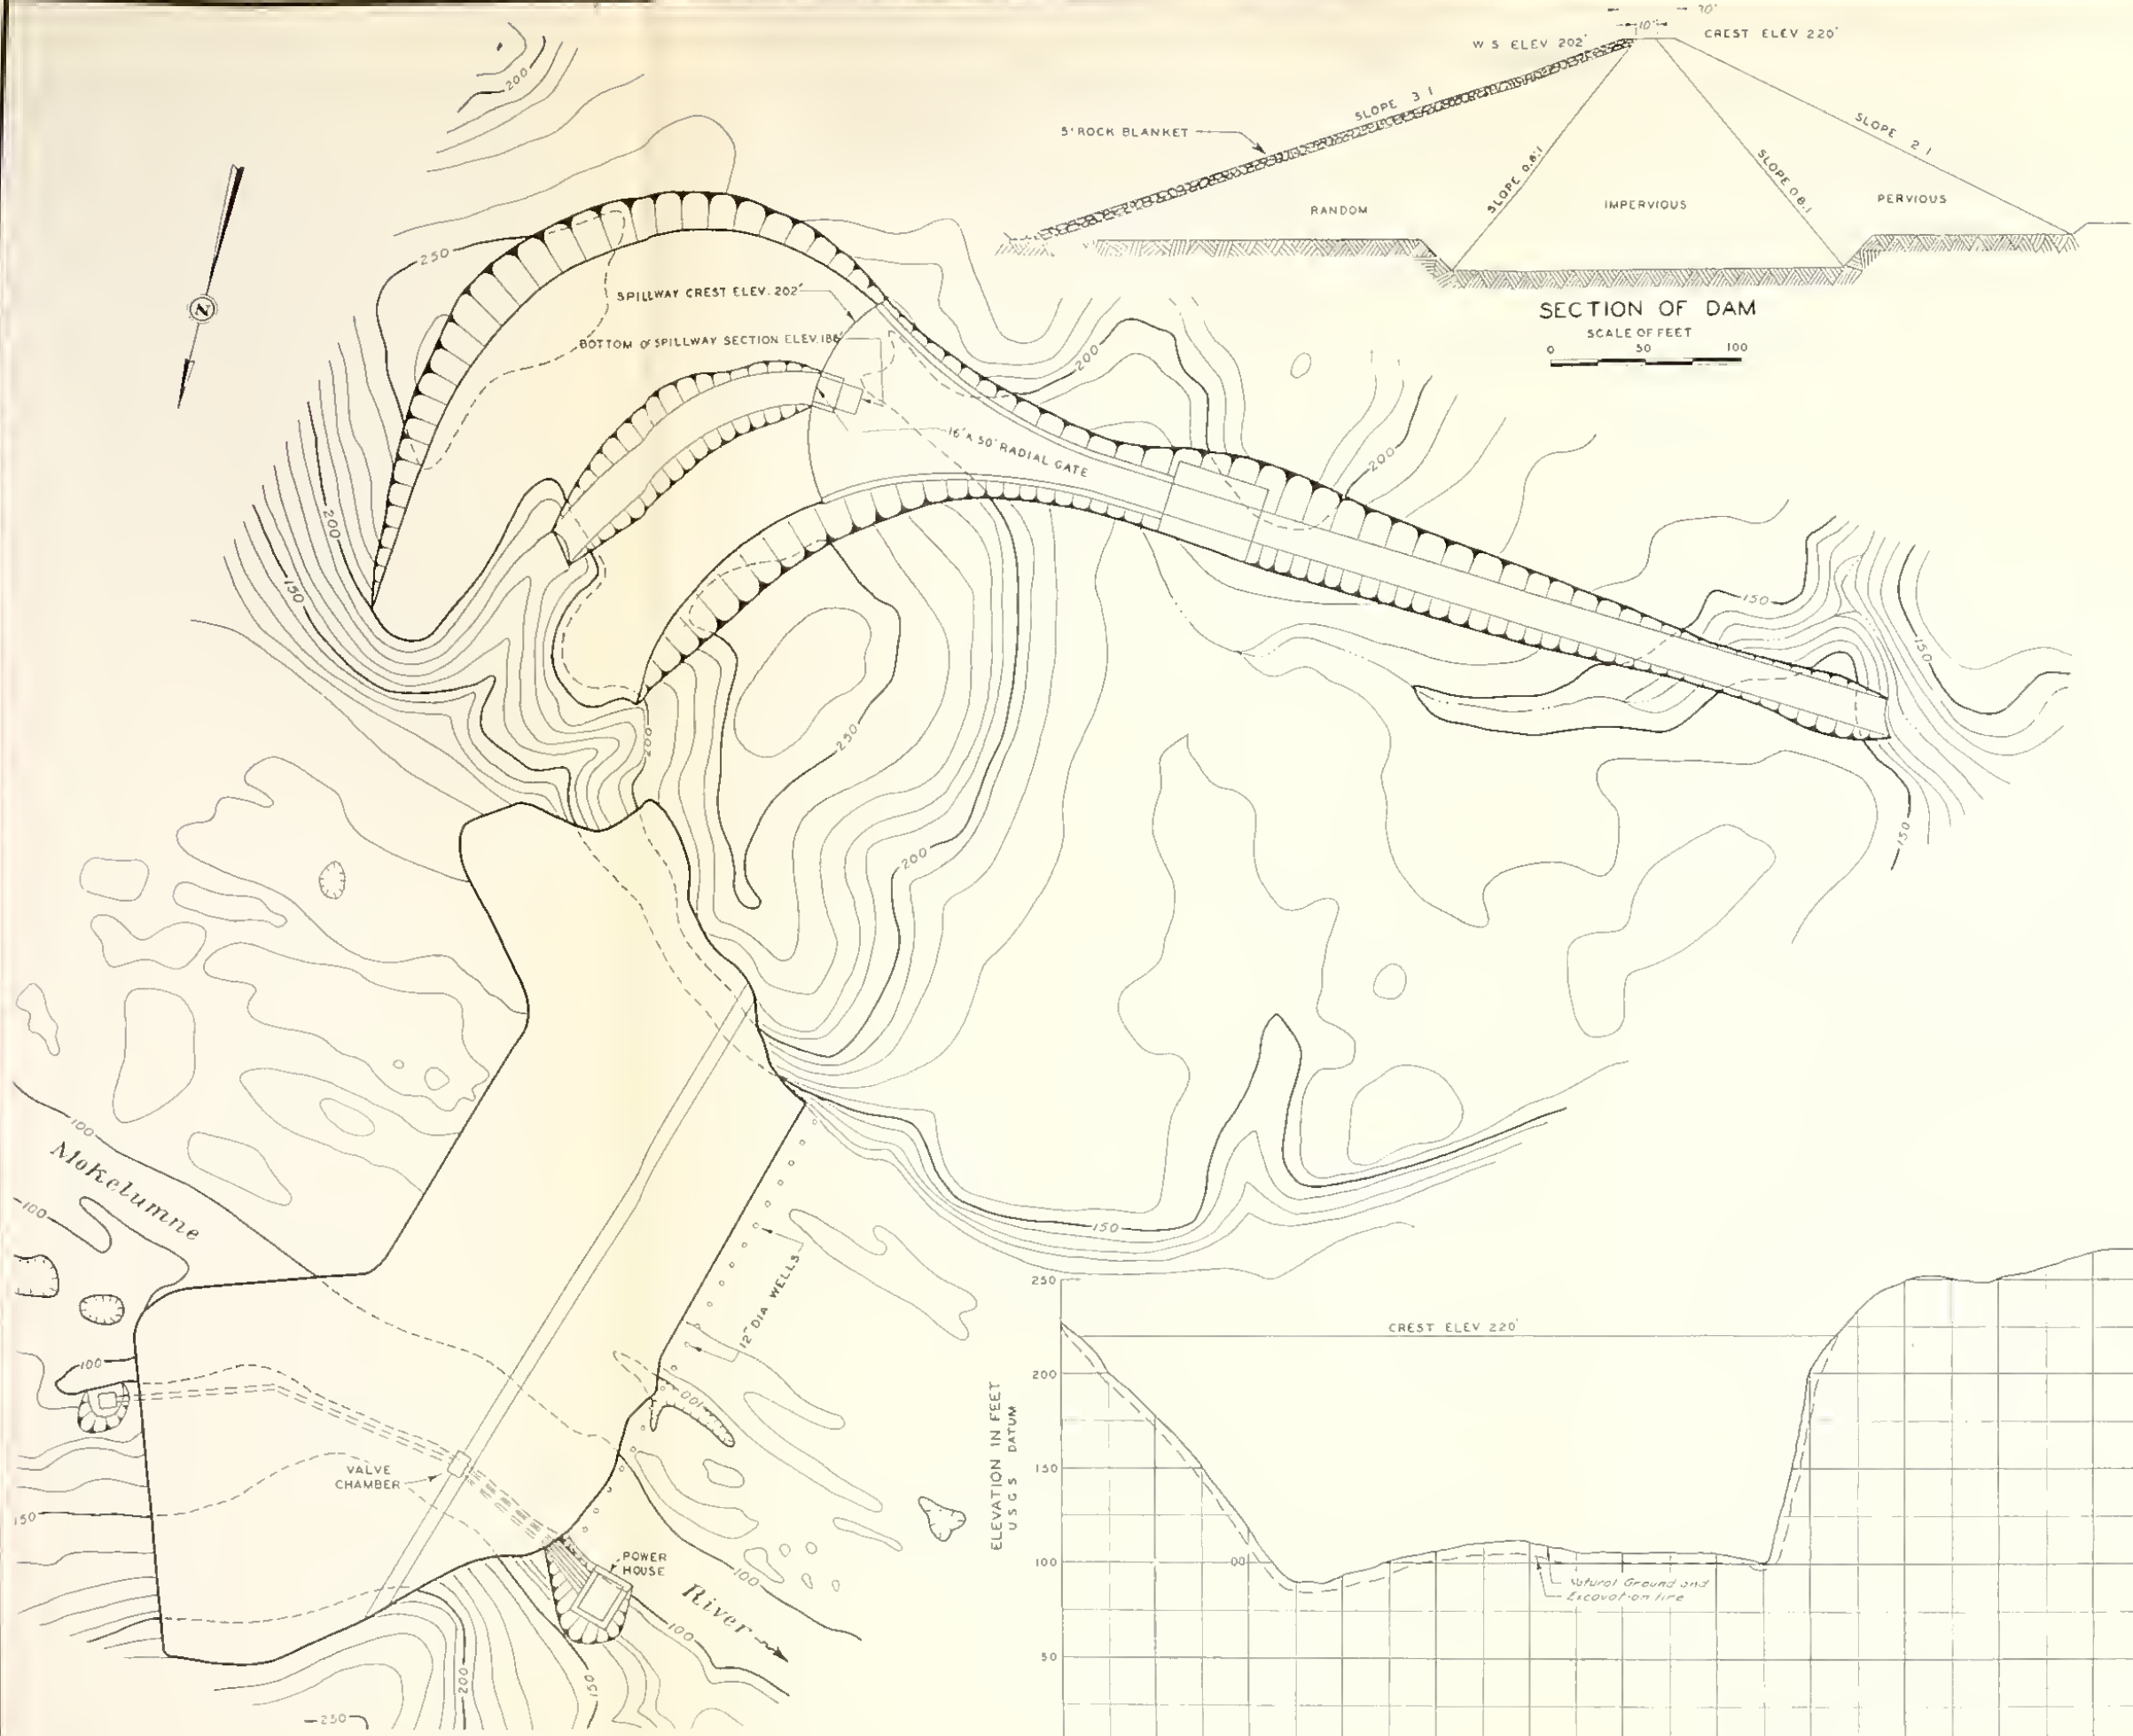 200
250
SPILLWAY CREST ELEV. 202'
BOTTOM OF SPILLWAY SECTION ELEV. 186'
16' X 50' RADIAL GATE
200
200
200
150
150
150
150
200
250
200
150
N
30'
10'
W S ELEV 202'
CREST ELEV 220'
SLOPE 3 1
5' ROCK BLANKET
SLOPE 2 1
SLOPE 0.8:1
SLOPE 0.8:1
RANDOM
IMPERVIOUS
PERVIOUS
SECTION OF DAM
SCALE OF FEET
0 50 100
100
Mokelumne
100
100
12" DIA WELLS
100
VALVE
CHAMBER
150
POWER
HOUSE
River
100
100
200
150
250
250
CREST ELEV 220'
200
ELEVATION IN FEET
U S G S DATUM
150
100
00
Natural Ground and
Excavation line
50